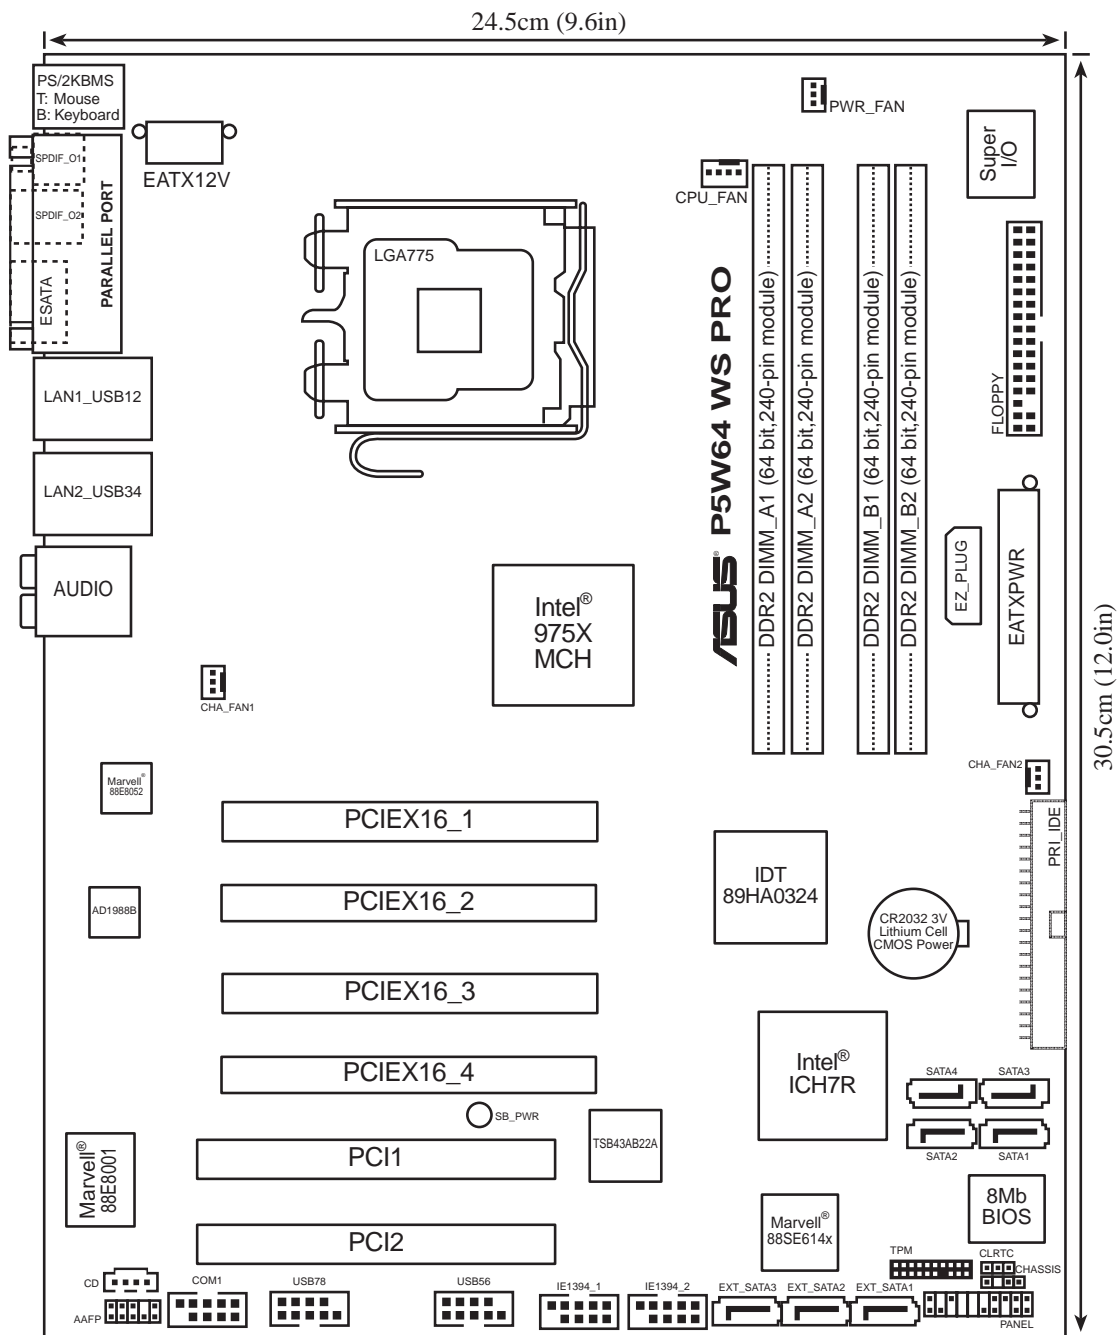 24.5cm (9.6in)
PS/2KBMS
T: Mouse
B: Keyboard
PWR_FAN
Super
I/O
SPDIF_O1
EATX12V
CPU_FAN
SPDIF_O2
PARALLEL PORT
ESATA
LGA775
FLOPPY
LAN1_USB12
LAN2_USB34
AUDIO
ASUS® P5W64 WS PRO
DDR2 DIMM_A1 (64 bit,240-pin module)
DDR2 DIMM_A2 (64 bit,240-pin module)
DDR2 DIMM_B1 (64 bit,240-pin module)
DDR2 DIMM_B2 (64 bit,240-pin module)
EZ_PLUG
EATXPWR
30.5cm (12.0in)
Intel®
975X
MCH
CHA_FAN1
CHA_FAN2
Marvell®
88E8052
PCIEX16_1
PRI_IDE
IDT
89HA0324
AD1988B
PCIEX16_2
CR2032 3V
Lithium Cell
CMOS Power
PCIEX16_3
Intel®
ICH7R
PCIEX16_4
SATA4
SATA3
SB_PWR
TSB43AB22A
Marvell®
88E8001
PCI1
SATA2
SATA1
8Mb
BIOS
Marvell®
88SE614x
PCI2
TPM
CLRTC
CHASSIS
CD
COM1
USB78
USB56
IE1394_1
IE1394_2
EXT_SATA3
EXT_SATA2
EXT_SATA1
AAFP
PANEL